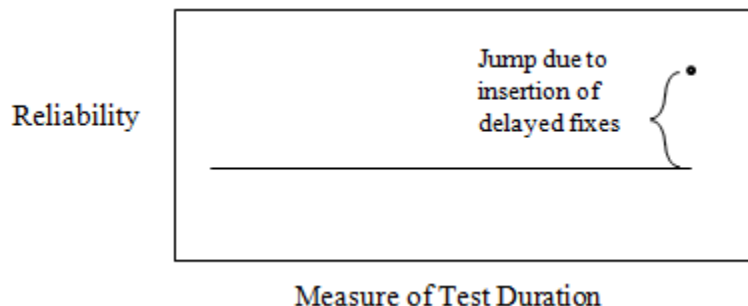 Reliability
Jump due to
insertion of
delayed fixes
Measure of Test Duration